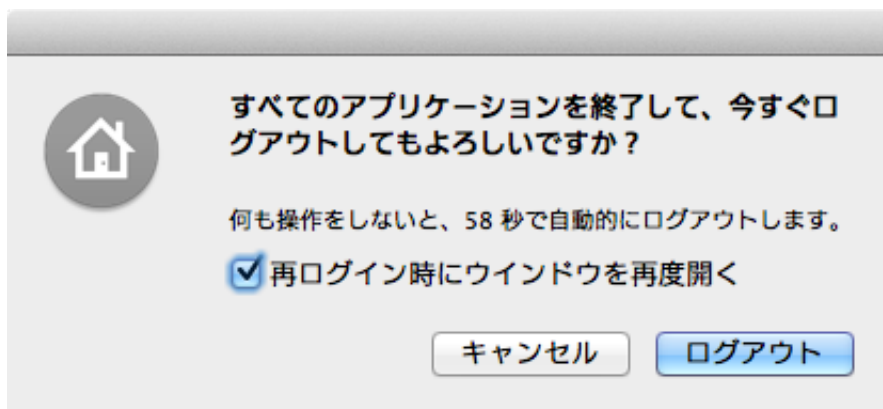 すべてのアプリケーションを終了して、今すぐロ
グアウトしてもよろしいですか？
何も操作をしないと、58 秒で自動的にログアウトします。
再ログイン時にウインドウを再度開く
キャンセル
ログアウト